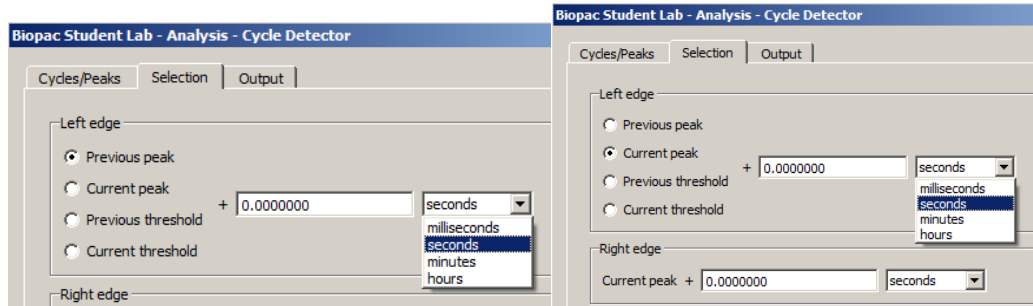 Biopac Student Lab - Analysis - Cycle Detector
Cycles/Peaks Selection Output
Left edge
Previous peak
Current peak
+ 0.0000000 seconds
Previous threshold
milliseconds
seconds
Current threshold
minutes
hours
Right edge
Biopac Student Lab - Analysis - Cycle Detector
Cycles/Peaks Selection Output
Left edge
Previous peak
Current peak
+ 0.0000000 seconds
Previous threshold
milliseconds
seconds
Current threshold
minutes
hours
Right edge
Current peak + 0.0000000 seconds